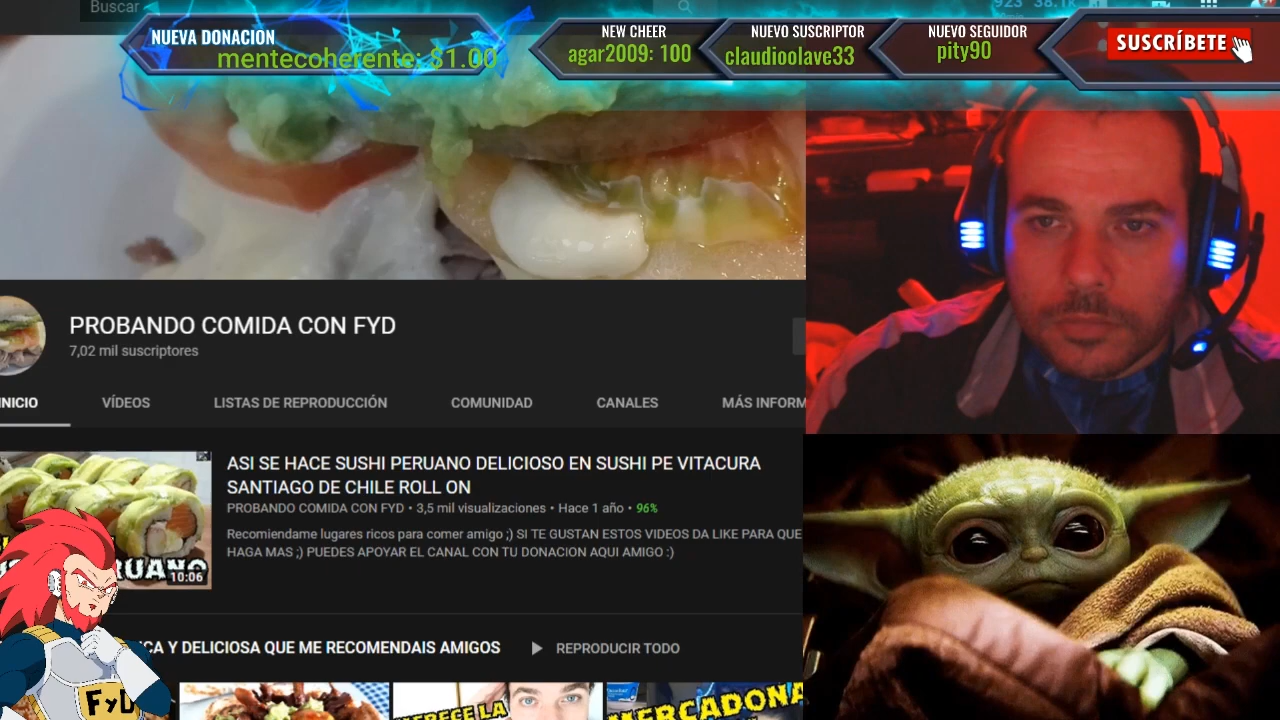 Buscar
923 38.1k
NUEVA DONACION
mentecoherente: $1.00
NEW CHEER
agar2009: 100
NUEVO SUSCRIPTOR
claudioolave33
NUEVO SEGUIDOR
pity90
SUSCRÍBETE
PROBANDO COMIDA CON FYD
7,02 mil suscriptores
INICIO
VÍDEOS
LISTAS DE REPRODUCCIÓN
COMUNIDAD
CANALES
MÁS INFORM
ASI SE HACE SUSHI PERUANO DELICIOSO EN SUSHI PE VITACURA
SANTIAGO DE CHILE ROLL ON
PROBANDO COMIDA CON FYD • 3,5 mil visualizaciones • Hace 1 año • 96%
Recomiendame lugares ricos para comer amigo ;) SI TE GUSTAN ESTOS VIDEOS DA LIKE PARA QUE
HAGA MAS ;) PUEDES APOYAR EL CANAL CON TU DONACION AQUI AMIGO :)
RUANO
10:06
CA Y DELICIOSA QUE ME RECOMENDAIS AMIGOS
REPRODUCIR TODO
FyD
MERECE LA
MERCADONA